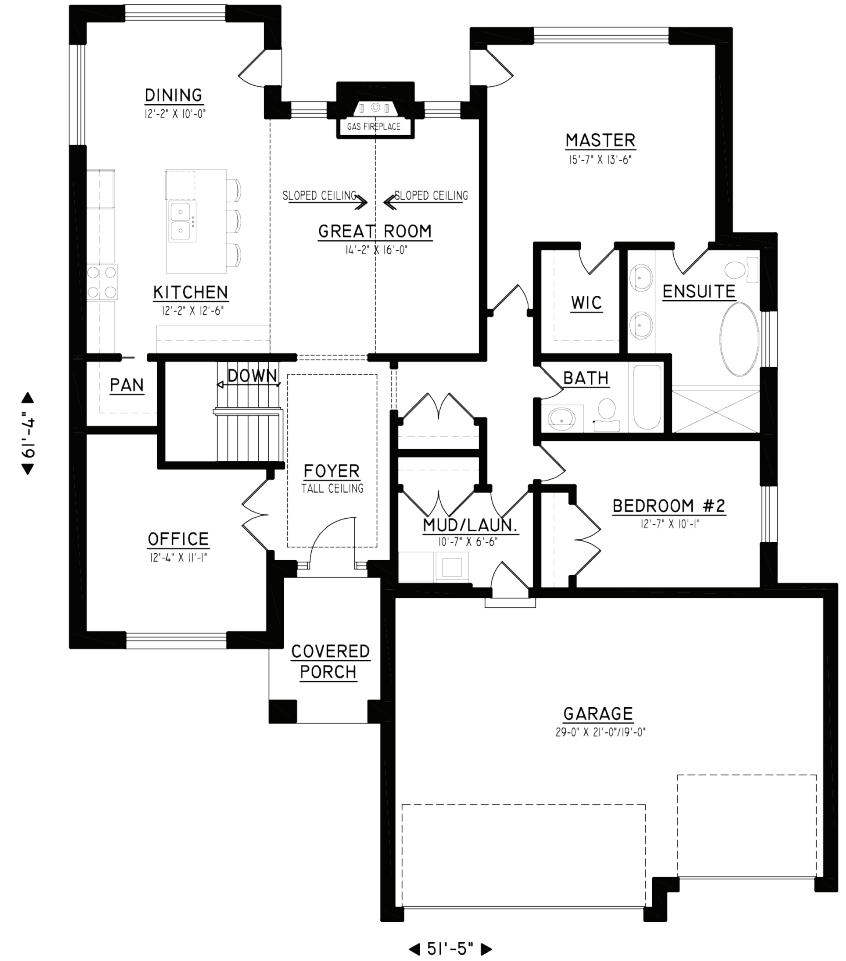 DINING
12'-2" X 10'-0"
GAS FIREPLACE
MASTER
15'-7" X 13'-6"
SLOPED CEILING
SLOPED CEILING
GREAT ROOM
14'-2" X 16'-0"
KITCHEN
12'-2" X 12'-6"
WIC
ENSUITE
PAN
DOWN
BATH
61'-4"
FOYER
TALL CEILING
OFFICE
12'-4" X 11'-1"
MUD/LAUN.
10'-7" X 6'-6"
BEDROOM #2
12'-7" X 10'-1"
COVERED
PORCH
GARAGE
29-0" X 21'-0"/19'-0"
51'-5"